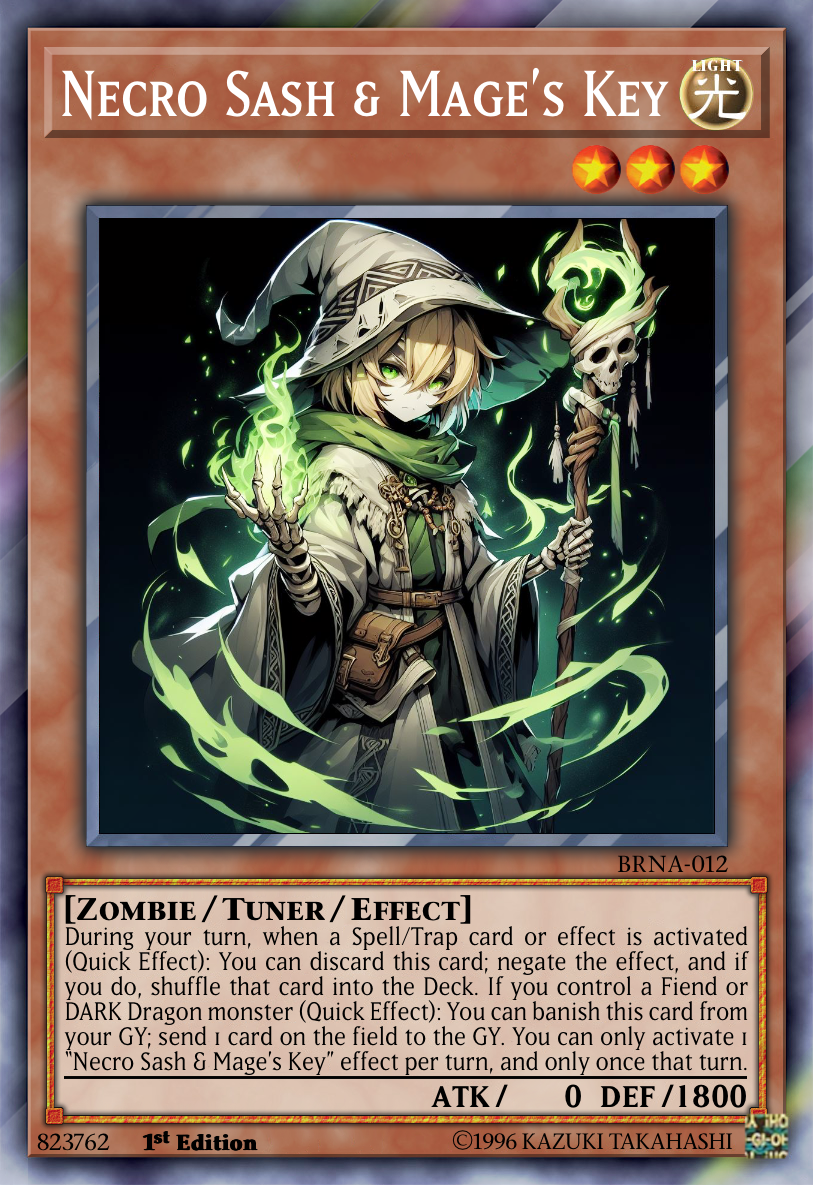 Necro Sash & Mage's Key
LIGHT
光
BRNA-012
[Zombie / Tuner / Effect]
During your turn, when a Spell/Trap card or effect is activated
(Quick Effect): You can discard this card; negate the effect, and if
you do, shuffle that card into the Deck. If you control a Fiend or
DARK Dragon monster (Quick Effect): You can banish this card from
your GY; send 1 card on the field to the GY. You can only activate 1
"Necro Sash & Mage's Key" effect per turn, and only once that turn.
ATK / 0 DEF /1800
823762 1st Edition ©1996 KAZUKI TAKAHASHI